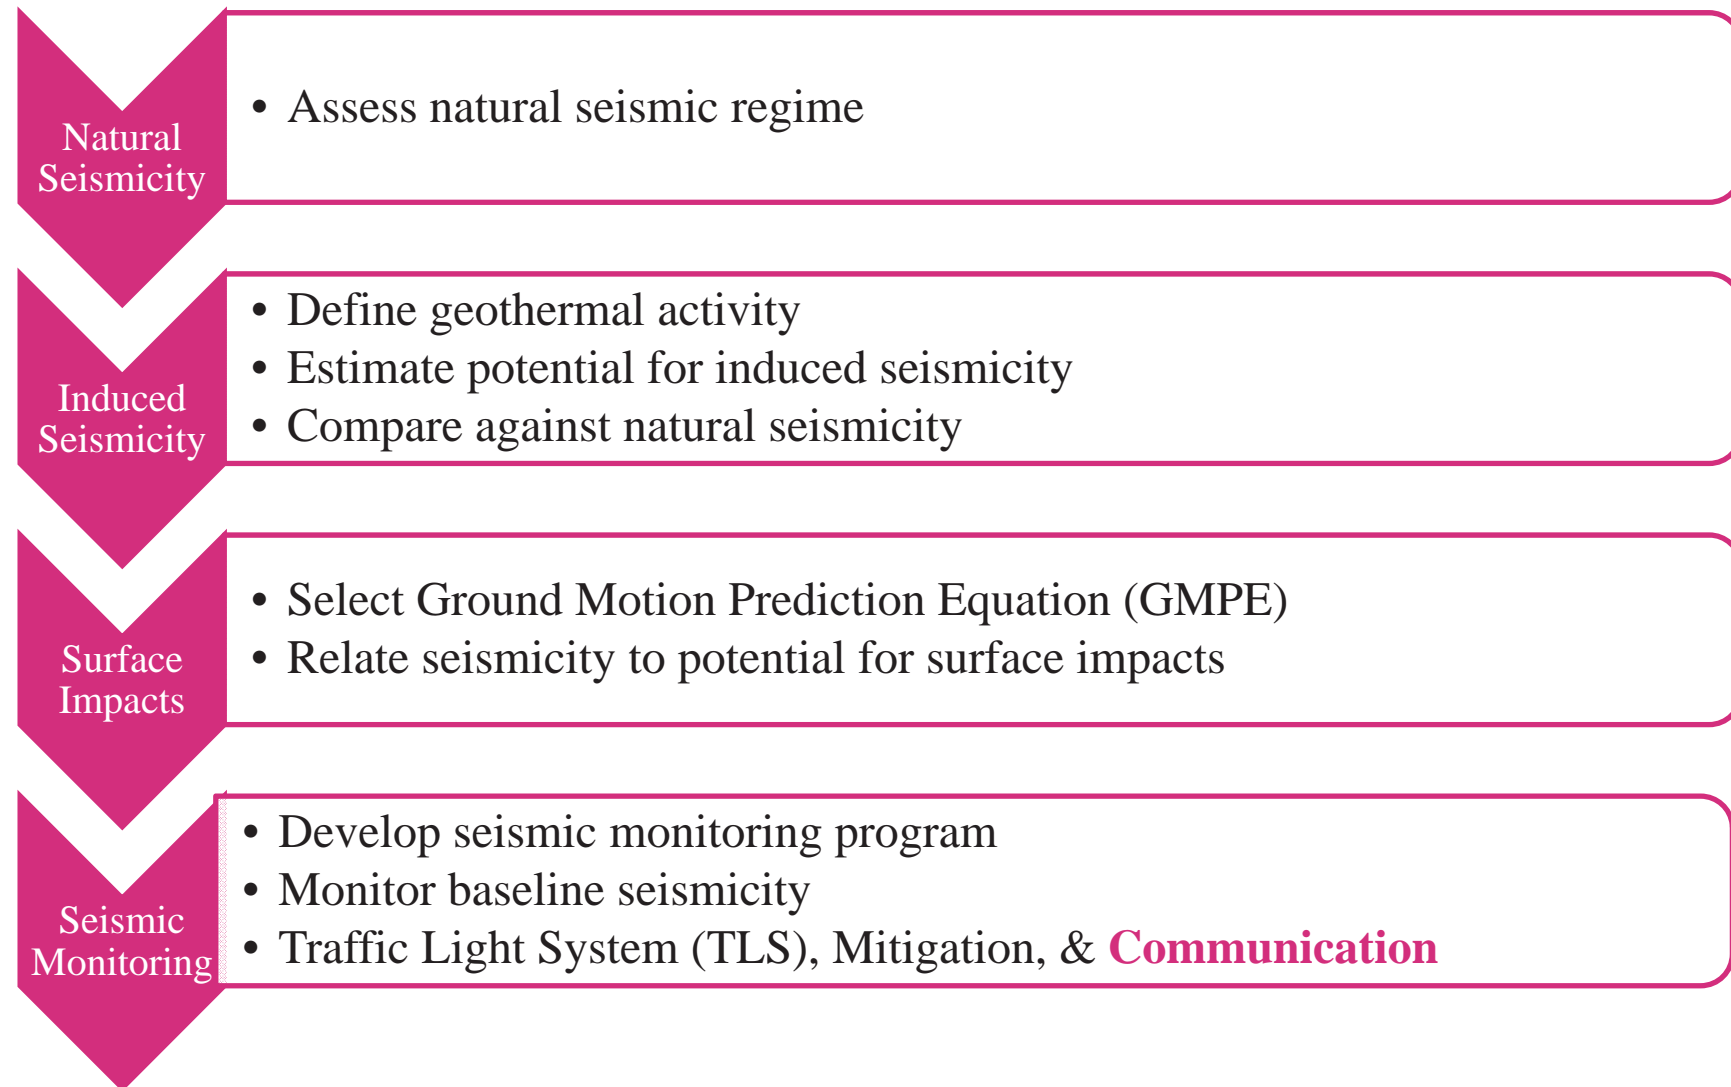 Natural
Seismicity
• Assess natural seismic regime
Induced
Seismicity
• Define geothermal activity
• Estimate potential for induced seismicity
• Compare against natural seismicity
Surface
Impacts
• Select Ground Motion Prediction Equation (GMPE)
• Relate seismicity to potential for surface impacts
Seismic
Monitoring
• Develop seismic monitoring program
• Monitor baseline seismicity
• Traffic Light System (TLS), Mitigation, & Communication